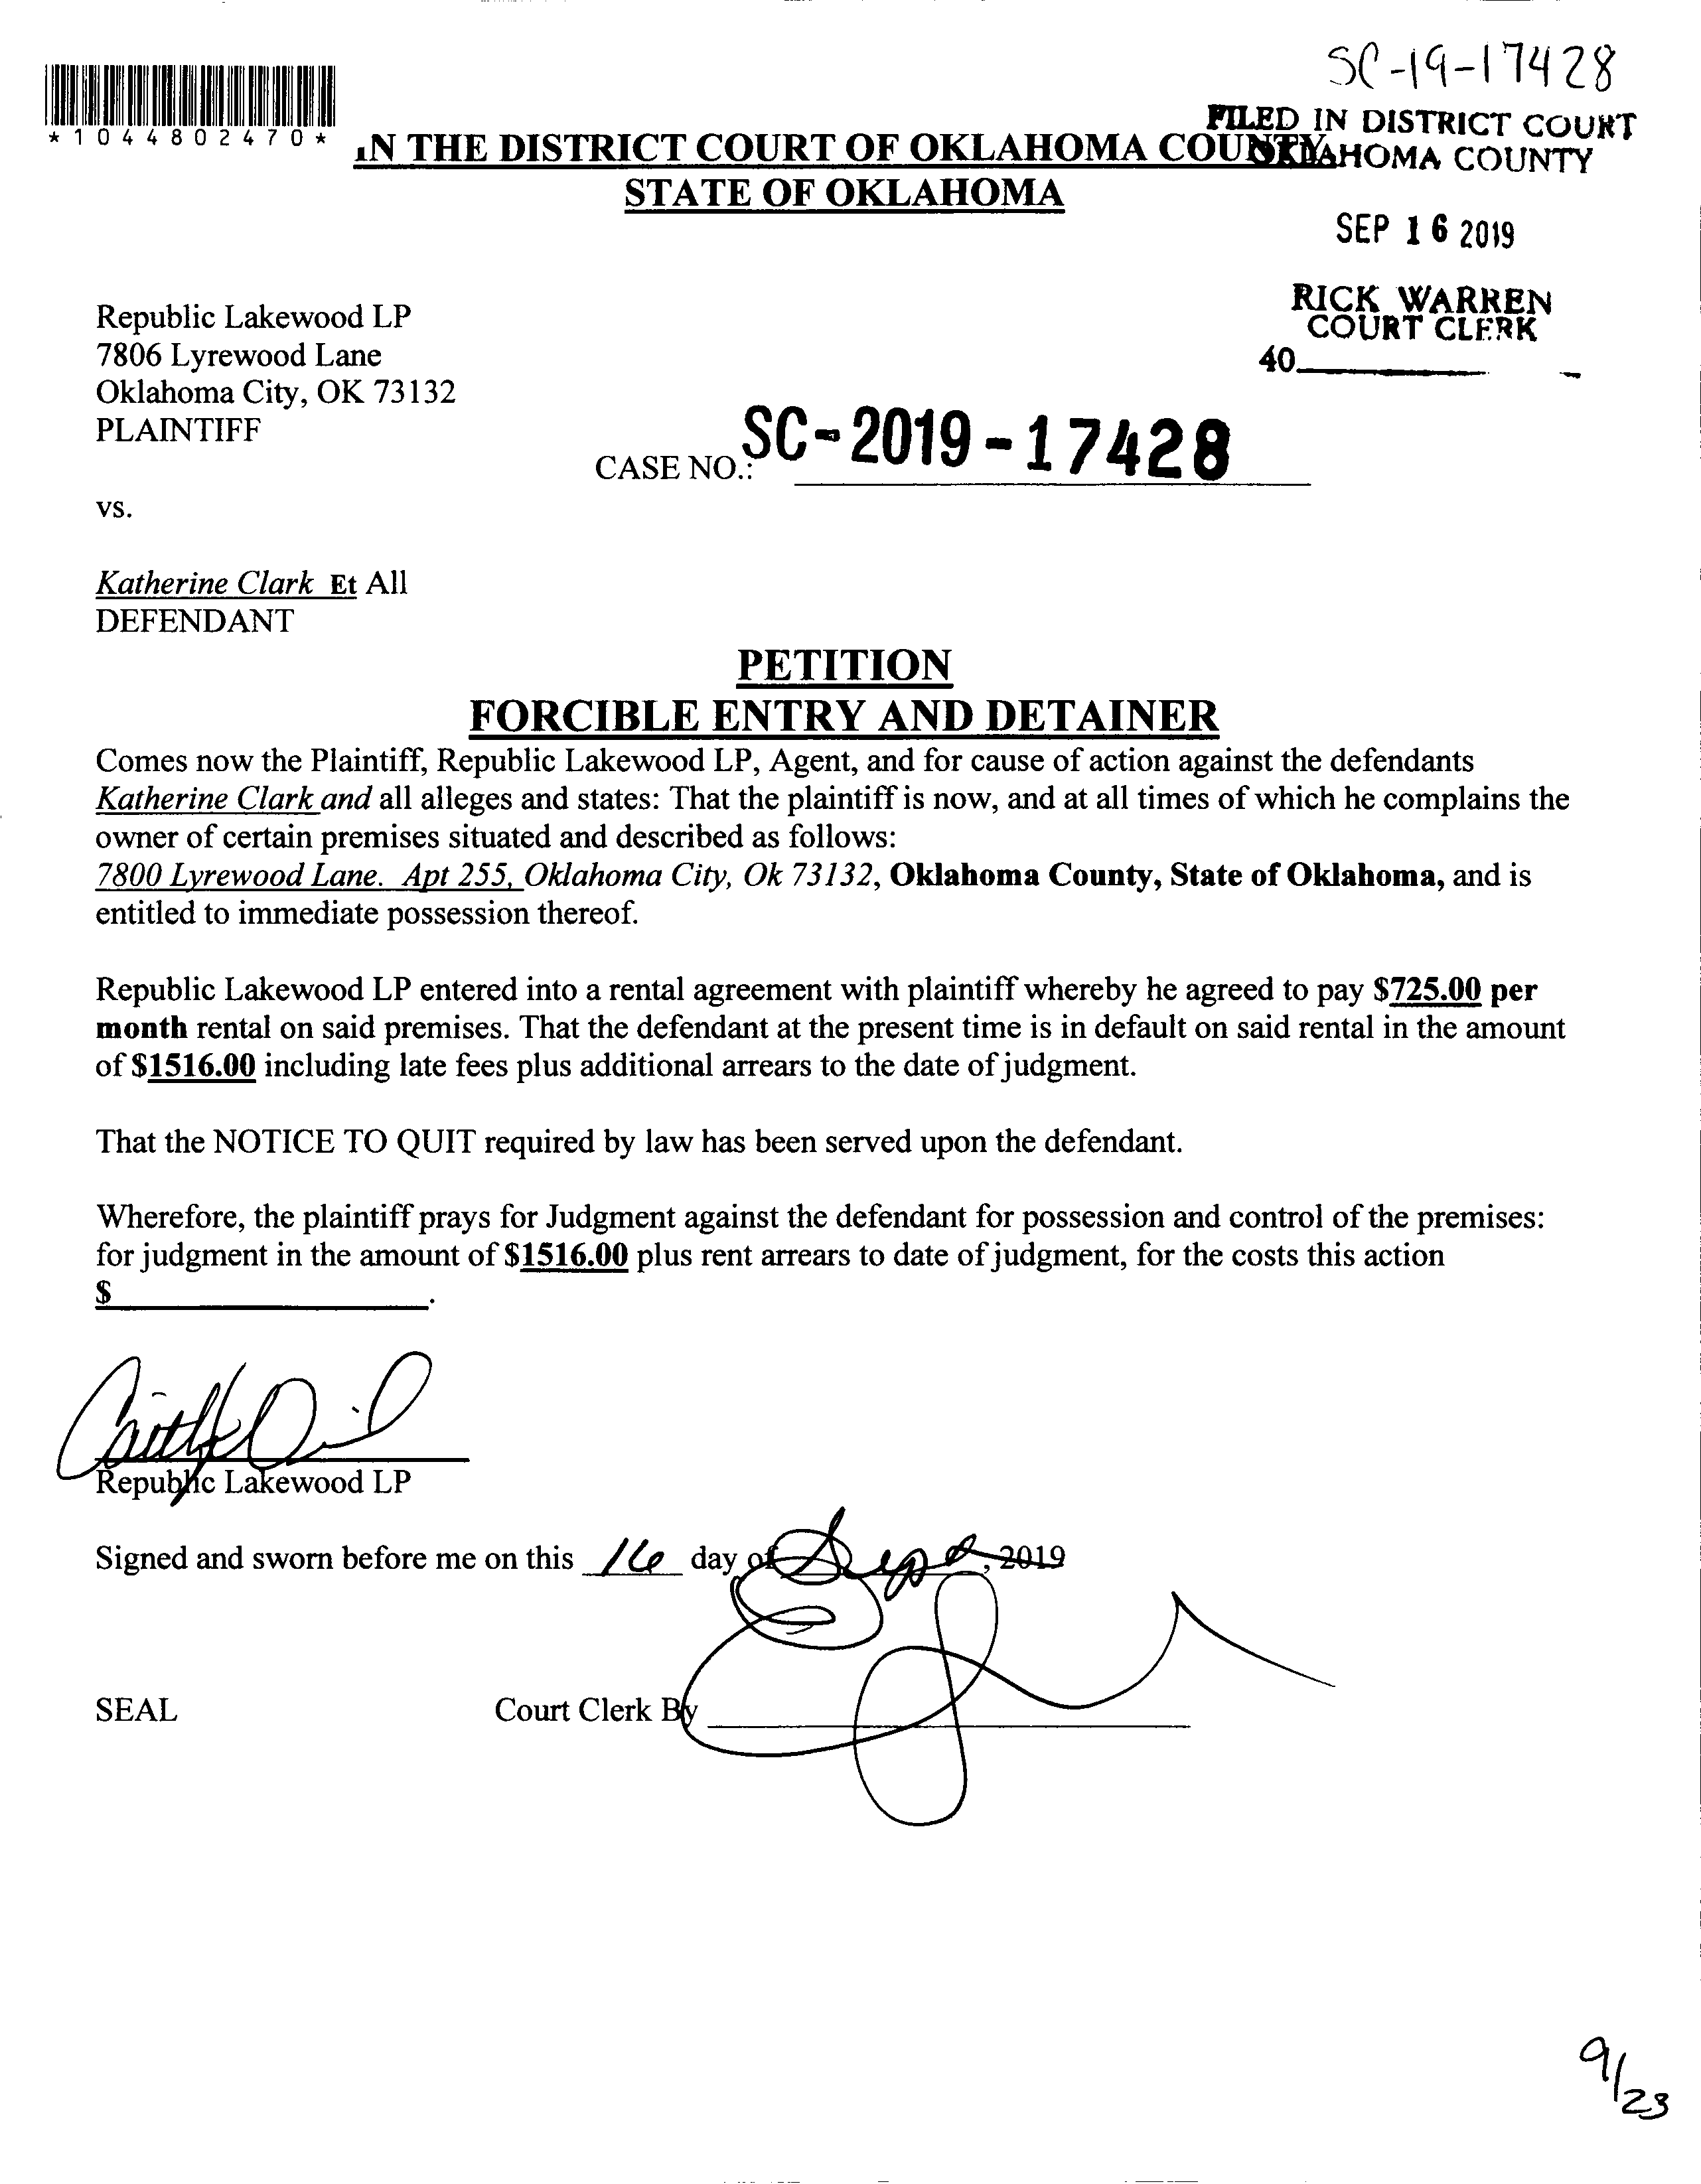 SC-19-17428
*1044802470*
FILED IN DISTRICT COURT
OKLAHOMA COUNTY
IN THE DISTRICT COURT OF OKLAHOMA COUNTY
STATE OF OKLAHOMA
SEP 16 2019
RICK WARREN
COURT CLERK
40
Republic Lakewood LP
7806 Lyrewood Lane
Oklahoma City, OK 73132
PLAINTIFF
CASE NO.: SC-2019-17428
vs.
Katherine Clark Et All
DEFENDANT
PETITION
FORCIBLE ENTRY AND DETAINER
Comes now the Plaintiff, Republic Lakewood LP, Agent, and for cause of action against the defendants
Katherine Clark and all alleges and states: That the plaintiff is now, and at all times of which he complains the
owner of certain premises situated and described as follows:
7800 Lyrewood Lane. Apt 255, Oklahoma City, Ok 73132, Oklahoma County, State of Oklahoma, and is
entitled to immediate possession thereof.
Republic Lakewood LP entered into a rental agreement with plaintiff whereby he agreed to pay $725.00 per
month rental on said premises. That the defendant at the present time is in default on said rental in the amount
of $1516.00 including late fees plus additional arrears to the date of judgment.
That the NOTICE TO QUIT required by law has been served upon the defendant.
Wherefore, the plaintiff prays for Judgment against the defendant for possession and control of the premises:
for judgment in the amount of $1516.00 plus rent arrears to date of judgment, for the costs this action
$ .
Republic Lakewood LP
Signed and sworn before me on this 16 day of Sept, 2019
SEAL Court Clerk By
9/23